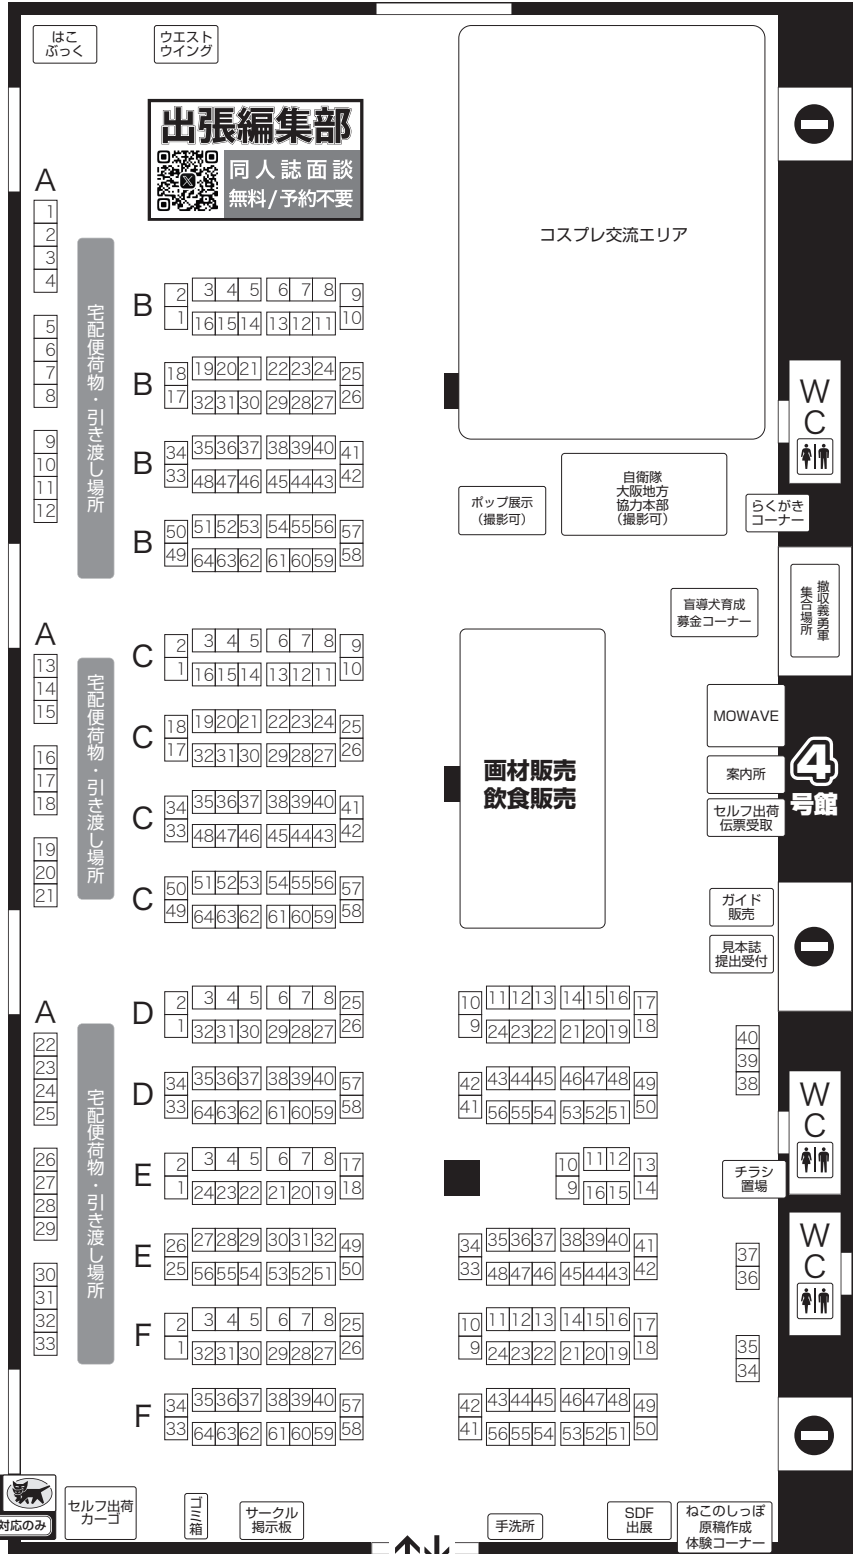 はこ
ぶっく
ウエスト
ウイング
出張編集部
同人誌面談
無料/予約不要
コスプレ交流エリア
A
1
2
3
4
5
6
7
8
9
10
11
12
宅配便荷物・引き渡し場所
B
2 3 4 5 6 7 8 9
1 16 15 14 13 12 11 10
B
18 19 20 21 22 23 24 25
17 32 31 30 29 28 27 26
B
34 35 36 37 38 39 40 41
33 48 47 46 45 44 43 42
B
50 51 52 53 54 55 56 57
49 64 63 62 61 60 59 58
WC
ポップ展示
(撮影可)
自衛隊
大阪地方
協力本部
(撮影可)
らくがき
コーナー
盲導犬育成
募金コーナー
撤収義勇軍
集合場所
A
13
14
15
16
17
18
19
20
21
宅配便荷物・引き渡し場所
C
2 3 4 5 6 7 8 9
1 16 15 14 13 12 11 10
C
18 19 20 21 22 23 24 25
17 32 31 30 29 28 27 26
C
34 35 36 37 38 39 40 41
33 48 47 46 45 44 43 42
C
50 51 52 53 54 55 56 57
49 64 63 62 61 60 59 58
画材販売
飲食販売
MOWAVE
案内所
セルフ出荷
伝票受取
4
号館
ガイド
販売
見本誌
提出受付
A
22
23
24
25
26
27
28
29
30
31
32
33
宅配便荷物・引き渡し場所
D
2 3 4 5 6 7 8 25
1 32 31 30 29 28 27 26
10 11 12 13 14 15 16 17
9 24 23 22 21 20 19 18
D
34 35 36 37 38 39 40 57
33 64 63 62 61 60 59 58
42 43 44 45 46 47 48 49
41 56 55 54 53 52 51 50
E
2 3 4 5 6 7 8 17
1 24 23 22 21 20 19 18
10 11 12 13
9 16 15 14
E
26 27 28 29 30 31 32 49
25 56 55 54 53 52 51 50
34 35 36 37 38 39 40 41
33 48 47 46 45 44 43 42
F
2 3 4 5 6 7 8 25
1 32 31 30 29 28 27 26
10 11 12 13 14 15 16 17
9 24 23 22 21 20 19 18
F
34 35 36 37 38 39 40 57
33 64 63 62 61 60 59 58
42 43 44 45 46 47 48 49
41 56 55 54 53 52 51 50
40
39
38
WC
チラシ
置場
WC
37
36
35
34
対応のみ
セルフ出荷
カーゴ
ゴミ箱
サークル
掲示板
手洗所
SDF
出展
ねこのしっぽ
原稿作成
体験コーナー